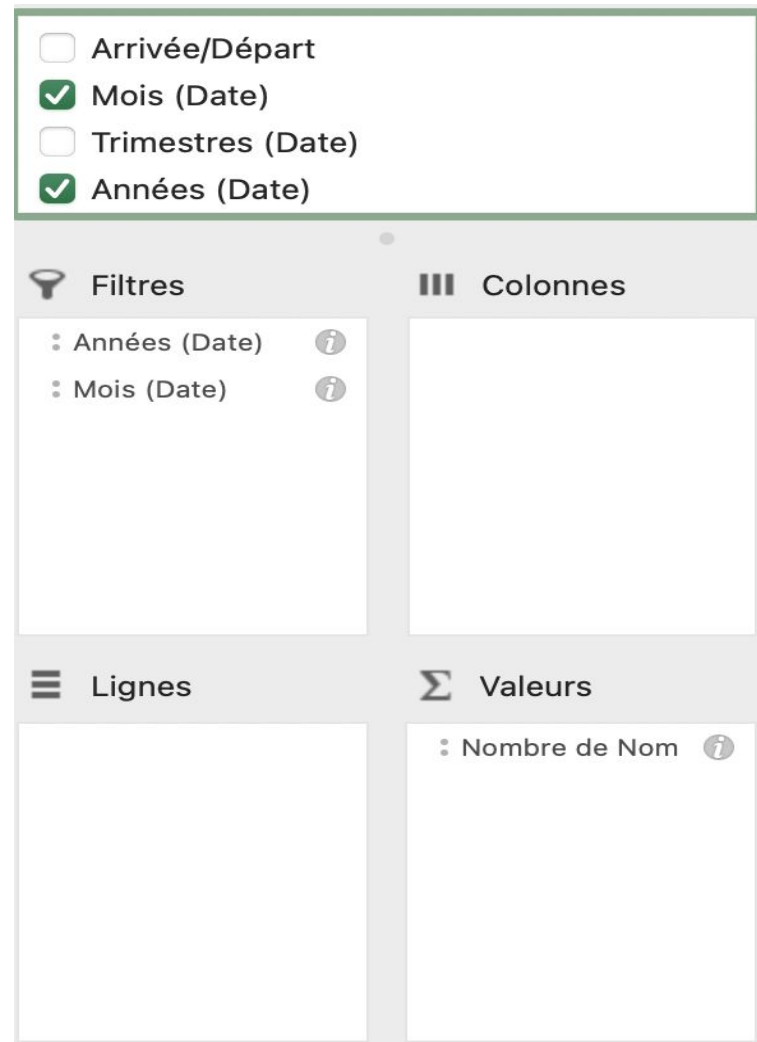 Arrivée/Départ
Mois (Date)
Trimestres (Date)
Années (Date)
Filtres
Années (Date)
Mois (Date)
Colonnes
Lignes
Σ Valeurs
Nombre de Nom